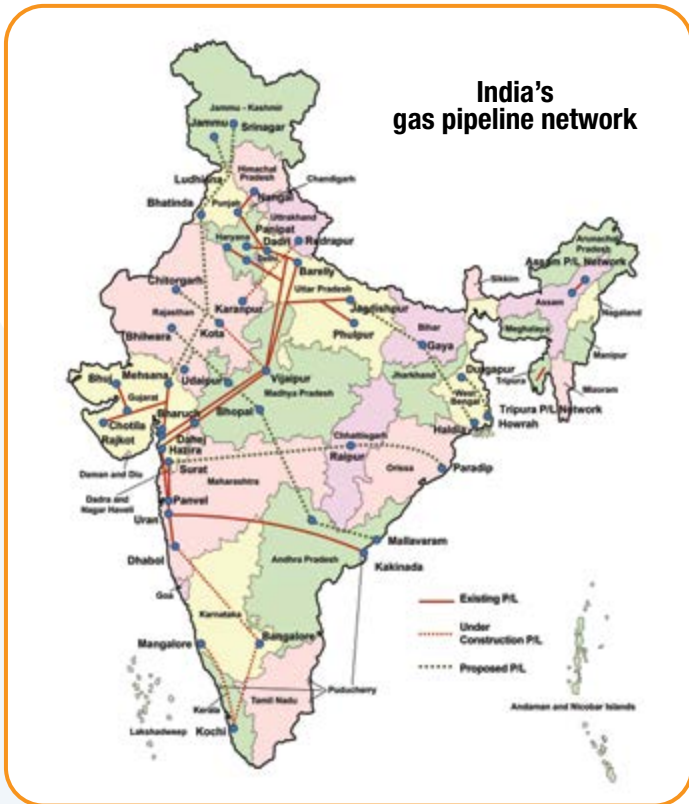 India's
gas pipeline network
Jammu - Kashmir
Jammu
Srinagar
Himachal
Pradesh
Ludhiana
Chandigarh
Punjab
Nangal
Bhatinda
Uttrakhand
Panipat
Haryana
Dadri
Rudrapur
Delhi
Barelly
Arunachal
Pradesh
Assam P/L Network
Sikkim
Chitorgarh
Uttar Pradesh
Assam
Rajasthan
Karanpur
Jagdishpur
Nagaland
Bhilwara
Kota
Phulpur
Bihar
Meghalaya
Gaya
Manipur
Bhuj
Mehsana
Udaipur
Vijaipur
Jharkhand
Durgapur
Tripura
Mizoram
Gujarat
Madhya Pradesh
West
Bengal
Bharuch
Bhopal
Tripura P/L Network
Chotila
Rajkot
Dahej
Haldia
Howrah
Hazira
Chhattisgarh
Raipur
Daman and Diu
Surat
Orissa
Paradip
Maharashtra
Dadra and
Nagar Haveli
Panvel
Uran
Mallavaram
Dhabol
Andhra Pradesh
Kakinada
Goa
Existing P/L
Karnataka
Under
Construction P/L
Mangalore
Bangalore
Proposed P/L
Puducherry
Tamil Nadu
Kerala
Andaman and Nicobar Islands
Lakshadweep
Kochi